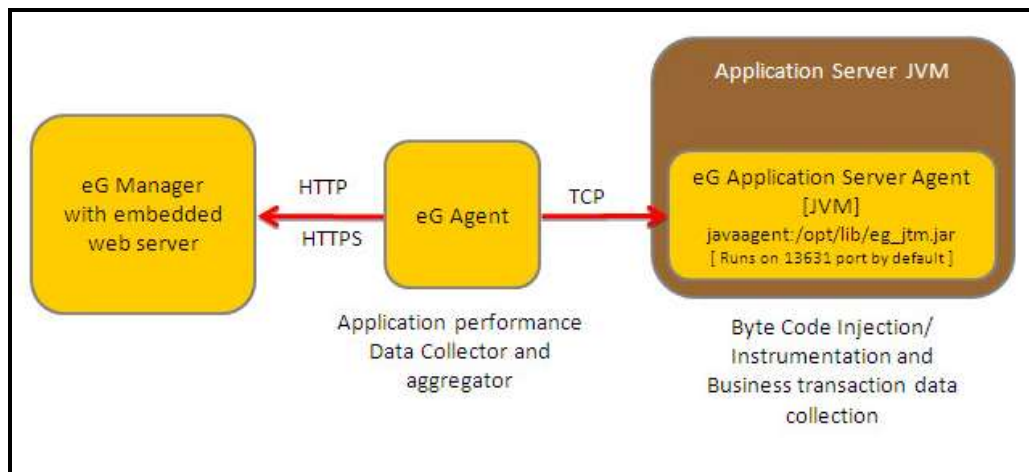 Application Server JVM
eG Manager
with embedded
web server
HTTP
HTTPS
eG Agent
TCP
eG Application Server Agent
[JVM]
javaagent:/opt/lib/eg_jtm.jar
[ Runs on 13631 port by default ]
Application performance
Data Collector and
aggregator
Byte Code Injection/
Instrumentation and
Business transaction data
collection